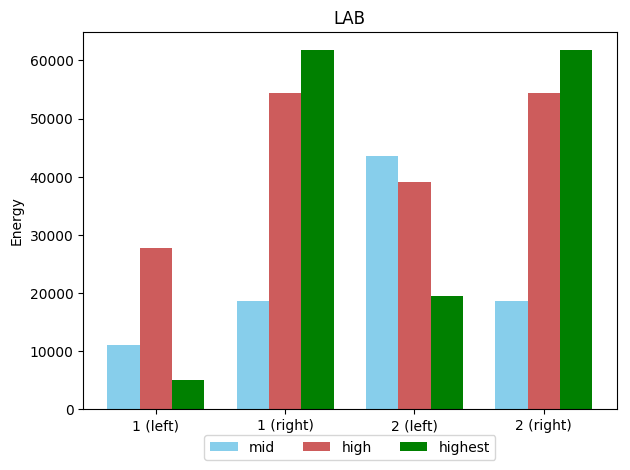 LAB
Energy
60000
50000
40000
30000
20000
10000
0
1 (left) 1 (right) 2 (left) 2 (right)
mid high highest